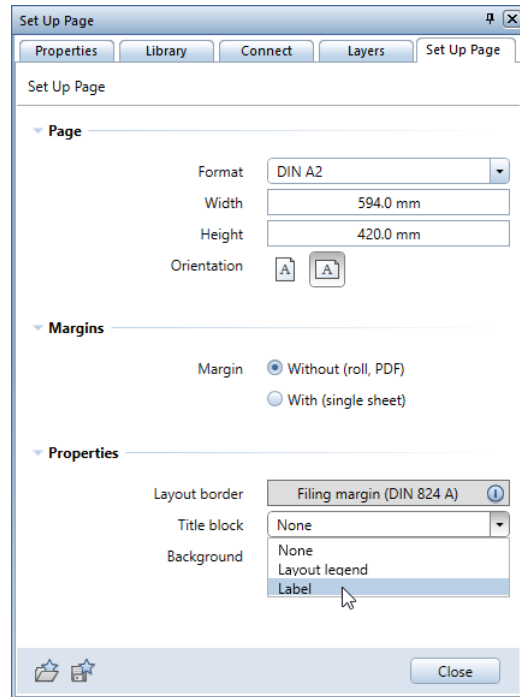 Set Up Page
Properties Library Connect Layers Set Up Page
Set Up Page
Page
Format DIN A2
Width 594.0 mm
Height 420.0 mm
Orientation A A
Margins
Margin Without (roll, PDF)
With (single sheet)
Properties
Layout border Filing margin (DIN 824 A)
Title block None
Background None
Layout legend
Label
Close